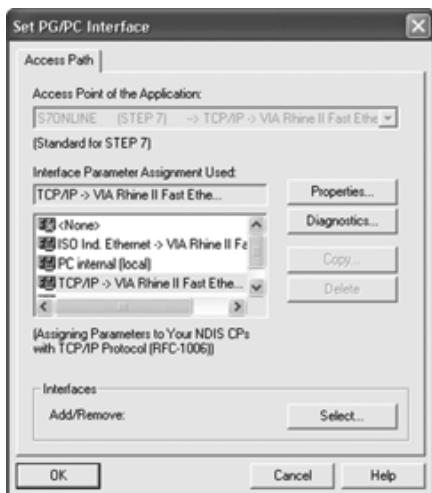 Set PG/PC Interface
Access Path
Access Point of the Application:
S7ONLINE (STEP 7) -> TCP/IP -> VIA Rhine II Fast Ethe
(Standard for STEP 7)
Interface Parameter Assignment Used:
TCP/IP -> VIA Rhine II Fast Ethe...
Properties...
<None>
ISO Ind. Ethernet -> VIA Rhine II Fa
PC internal (local)
TCP/IP -> VIA Rhine II Fast Ethe...
Diagnostics...
Copy...
Delete
(Assigning Parameters to Your NDIS CPs
with TCP/IP Protocol (RFC-1006))
Interfaces
Add/Remove:
Select...
OK
Cancel
Help